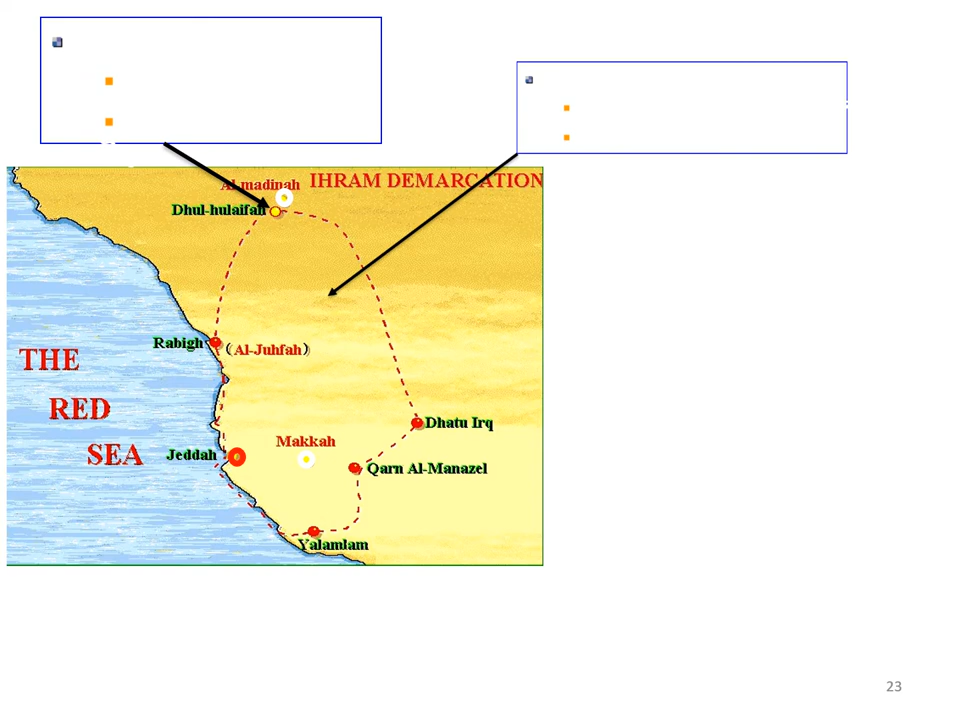 Al-madinah
IHRAM DEMARCATION
Dhul-hulaifah
Rabigh
(Al-Juhfah)
THE
RED
SEA
Dhatu Irq
Makkah
Jeddah
Qarn Al-Manazel
Yalamlam
23